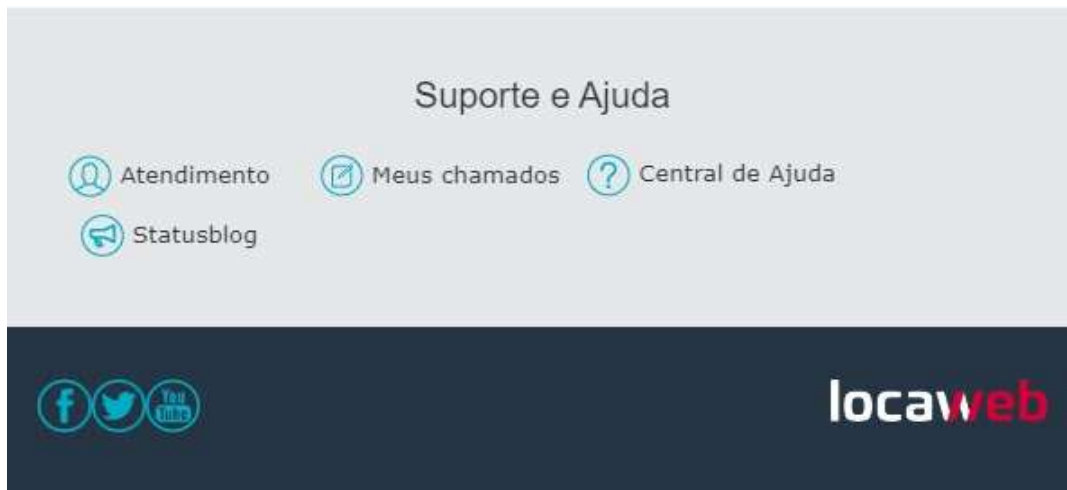 Suporte e Ajuda
Atendimento Meus chamados ? Central de Ajuda
Statusblog
f You Tube locaweb